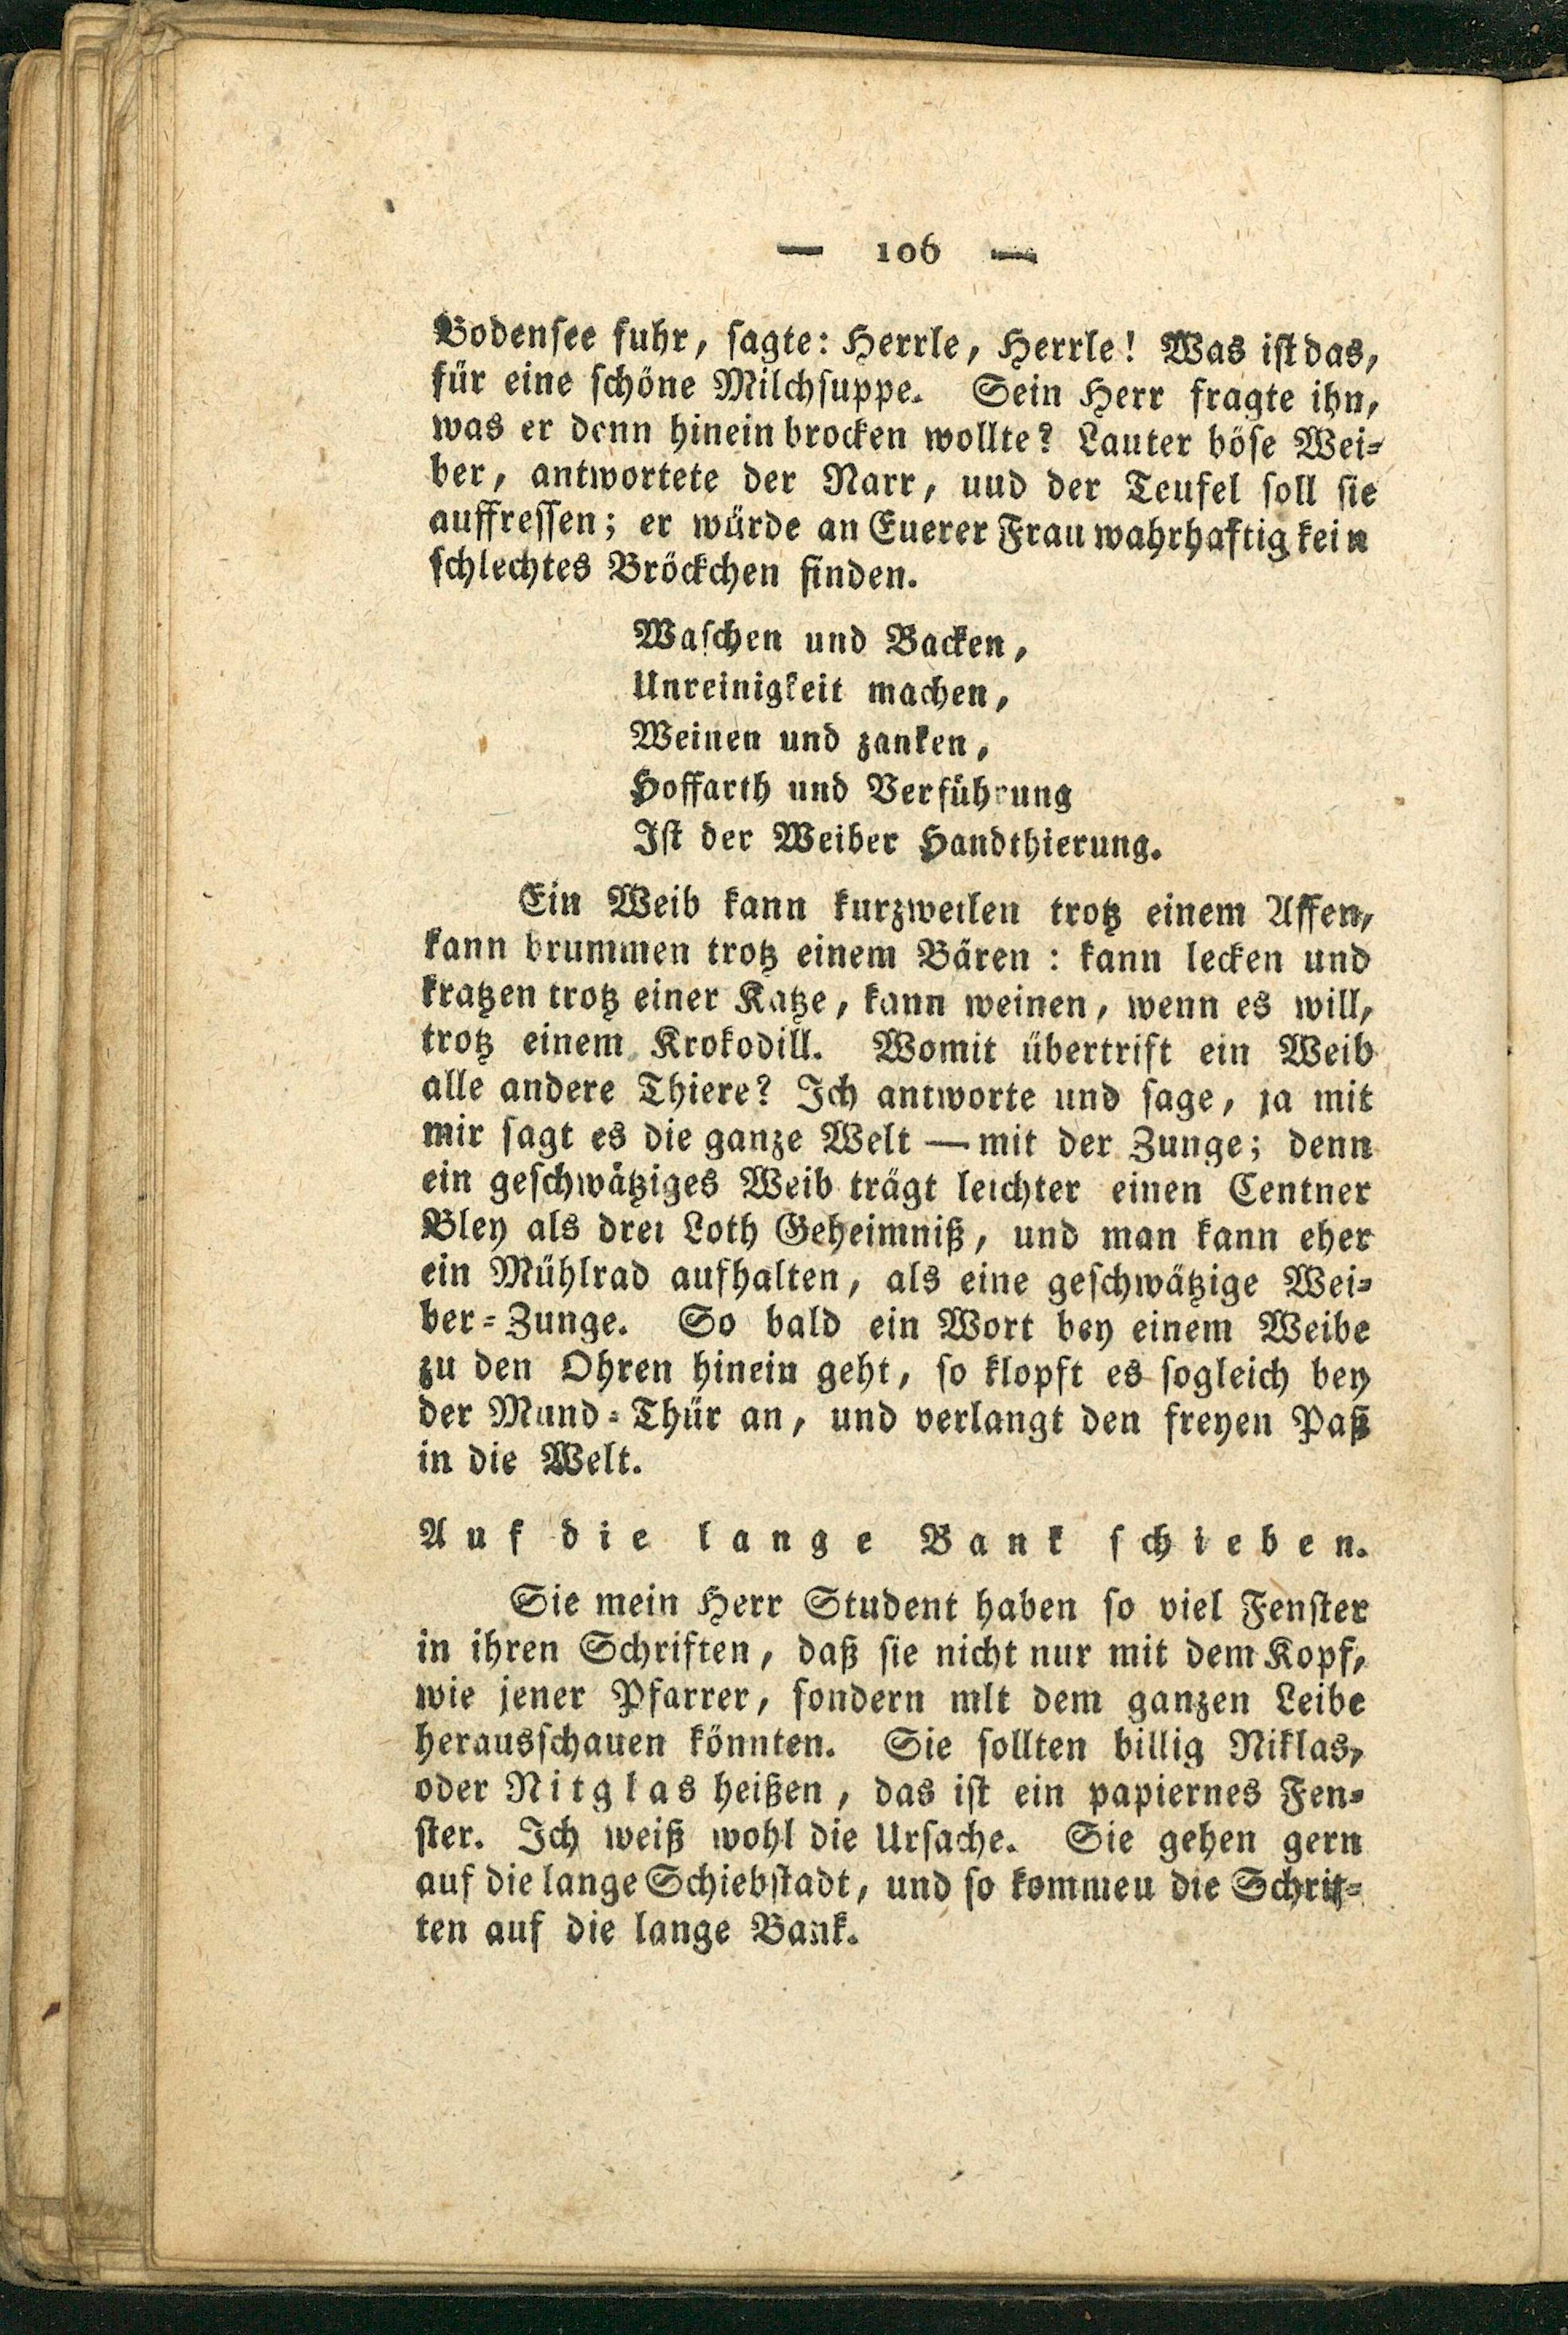 — 106 —
Bodensee fuhr, sagte: Herrle, Herrle! Was ist das,
für eine schöne Milchsuppe. Sein Herr fragte ihn,
was er denn hinein brocken wollte? Lauter böse Wei-
ber, antwortete der Narr, uud der Teufel soll sie
auffressen; er würde an Euerer Frau wahrhaftig kein
schlechtes Bröckchen finden.
Waschen und Backen,
Unreinigkeit machen,
Weinen und zanken,
Hoffarth und Verführung
Ist der Weiber Handthierung.
Ein Weib kann kurzweilen trotz einem Affen,
kann brummen trotz einem Bären: kann lecken und
kratzen trotz einer Katze, kann weinen, wenn es will,
trotz einem Krokodill. Womit übertrift ein Weib
alle andere Thiere? Ich antworte und sage, ja mit
mir sagt es die ganze Welt — mit der Zunge; denn
ein geschwätziges Weib trägt leichter einen Centner
Bley als drei Loth Geheimniß, und man kann eher
ein Mühlrad aufhalten, als eine geschwätzige Wei-
ber-Zunge. So bald ein Wort bey einem Weibe
zu den Ohren hinein geht, so klopft es sogleich bey
der Mund-Thür an, und verlangt den freyen Paß
in die Welt.
Auf die lange Bank schieben.
Sie mein Herr Student haben so viel Fenster
in ihren Schriften, daß sie nicht nur mit dem Kopf,
wie jener Pfarrer, sondern mlt dem ganzen Leibe
herausschauen könnten. Sie sollten billig Niklas,
oder Nitglas heißen, das ist ein papiernes Fen-
ster. Ich weiß wohl die Ursache. Sie gehen gern
auf die lange Schiebstadt, und so kommeu die Schrif-
ten auf die lange Bank.